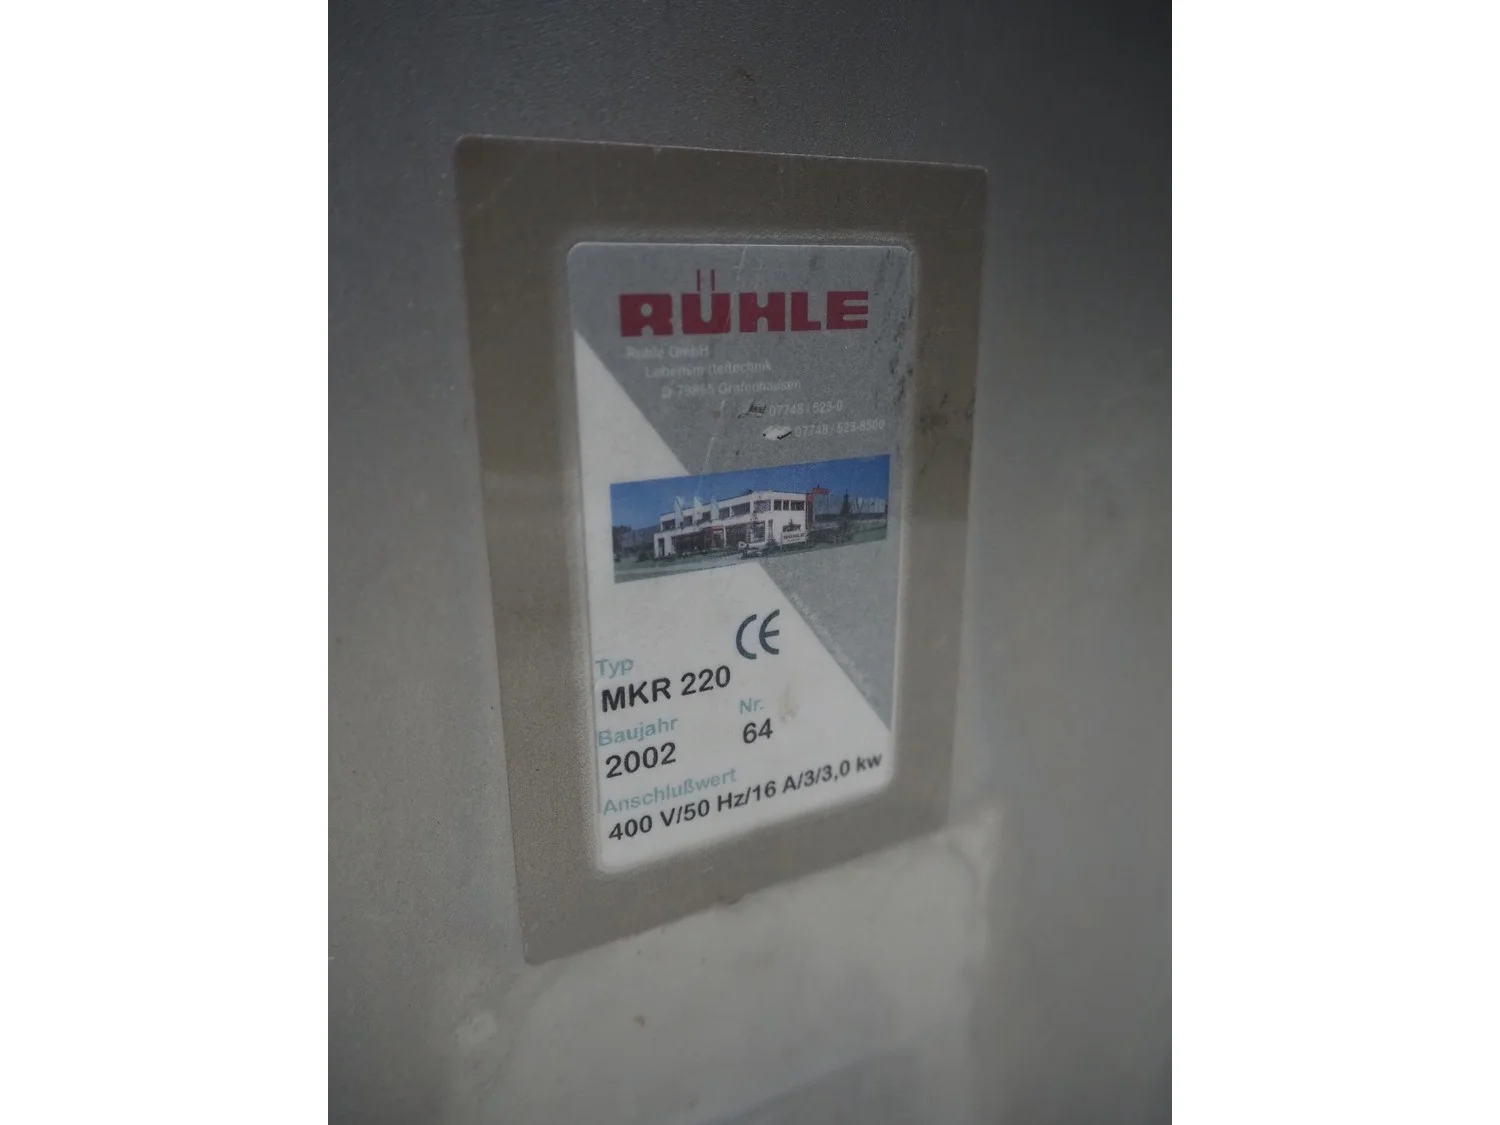 RÜHLE
Rühle GmbH
Lebensmitteltechnik
D-79865 Grafenhausen
07748 / 523-0
07748 / 523-8500
CE
Typ
MKR 220
Baujahr Nr.
2002 64
Anschlußwert
400 V/50 Hz/16 A/3/3,0 kw